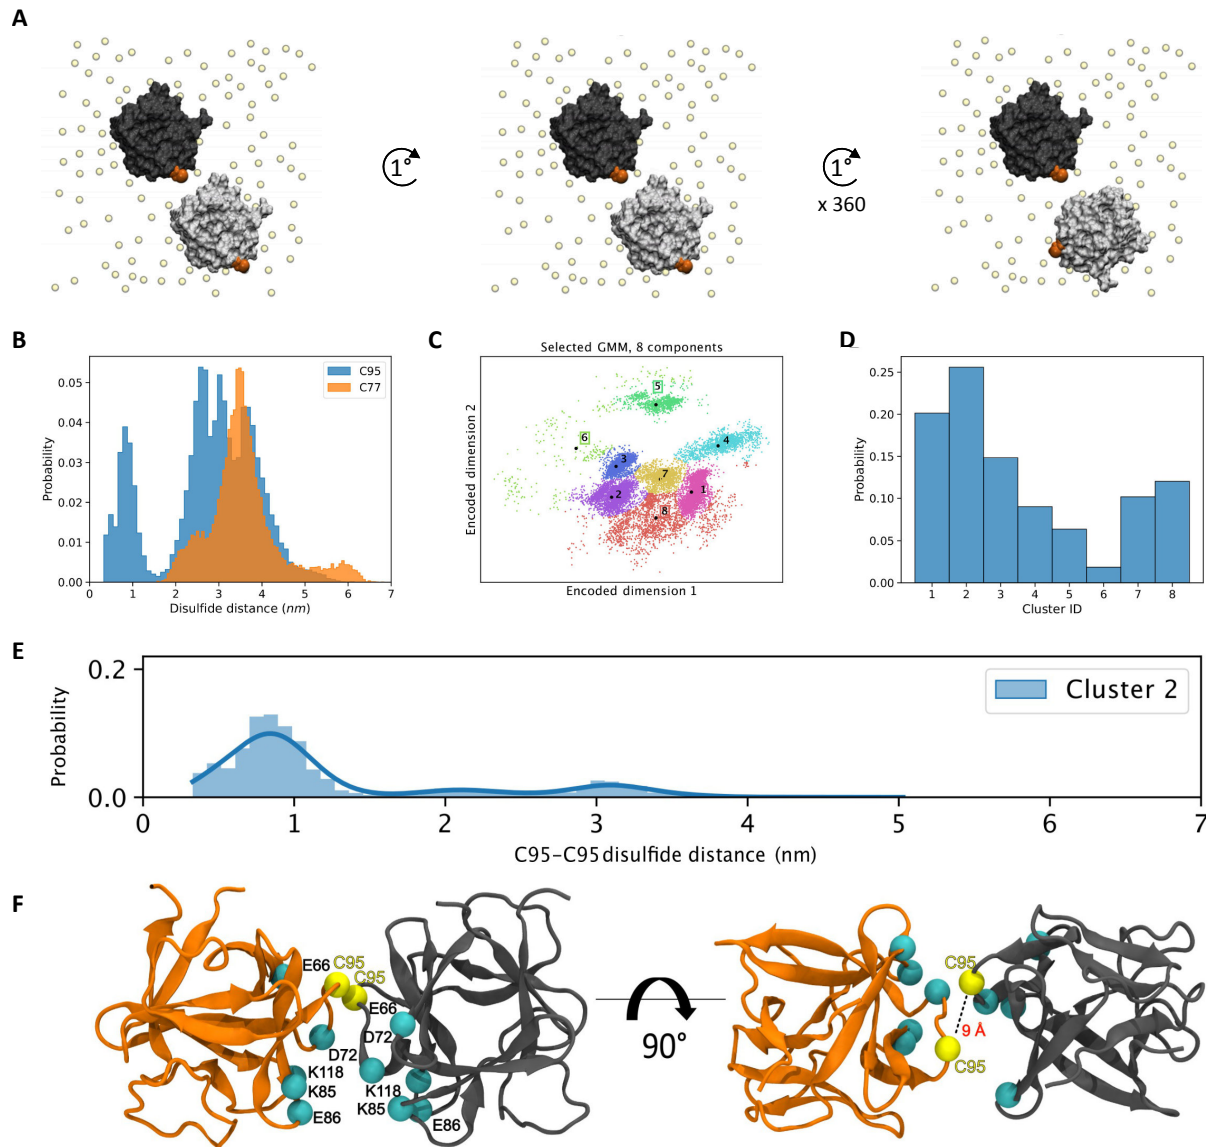 A
1°
1°
x 360
B
C
D
Selected GMM, 8 components
C95
C77
0.05
0.04
0.03
0.02
0.01
0.00
Probability
0 1 2 3 4 5 6 7
Disulfide distance (nm)
Encoded dimension 2
5
6
4
3
7
2
1
8
Encoded dimension 1
0.25
0.20
0.15
0.10
0.05
0.00
Probability
1 2 3 4 5 6 7 8
Cluster ID
E
0.2
0.0
Probability
Cluster 2
0 1 2 3 4 5 6 7
C95–C95 disulfide distance (nm)
F
E66 C95
C95
E66
D72
D72
K118
K118
K85
K85
E86
E86
90°
C95
9 Å
C95